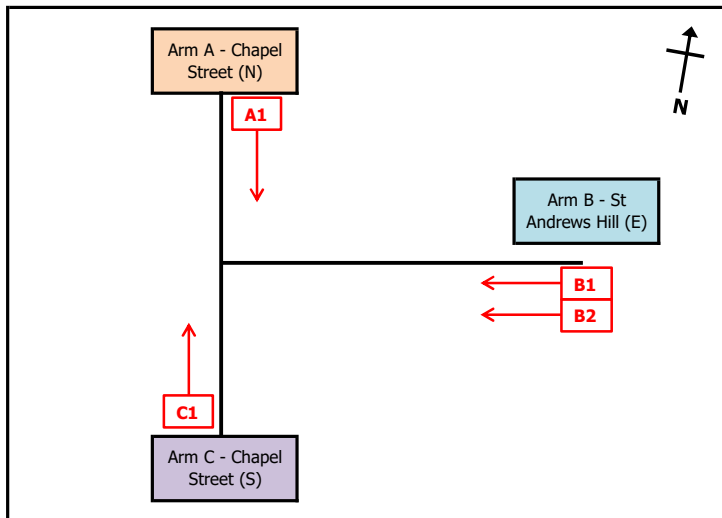 Arm A - Chapel
Street (N)
A1
N
Arm B - St
Andrews Hill (E)
B1
B2
C1
Arm C - Chapel
Street (S)